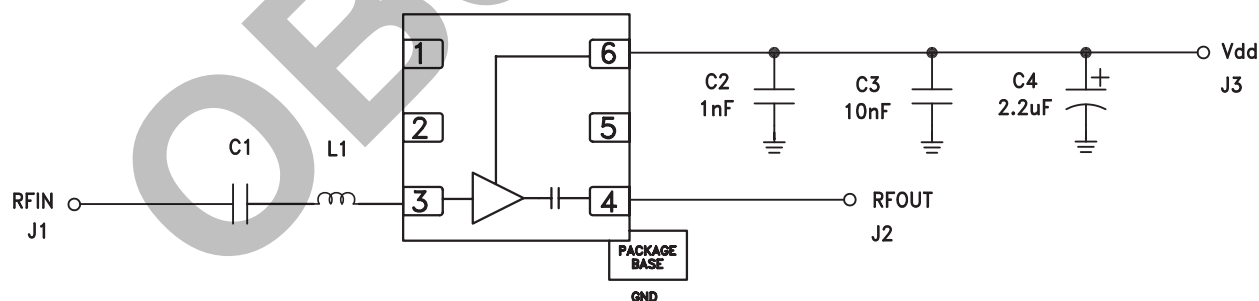 OB
1
2
3
6
5
4
C1
L1
RFIN
J1
C2
1nF
C3
10nF
C4
+
2.2uF
Vdd
J3
RFOUT
J2
PACKAGE
BASE
GND